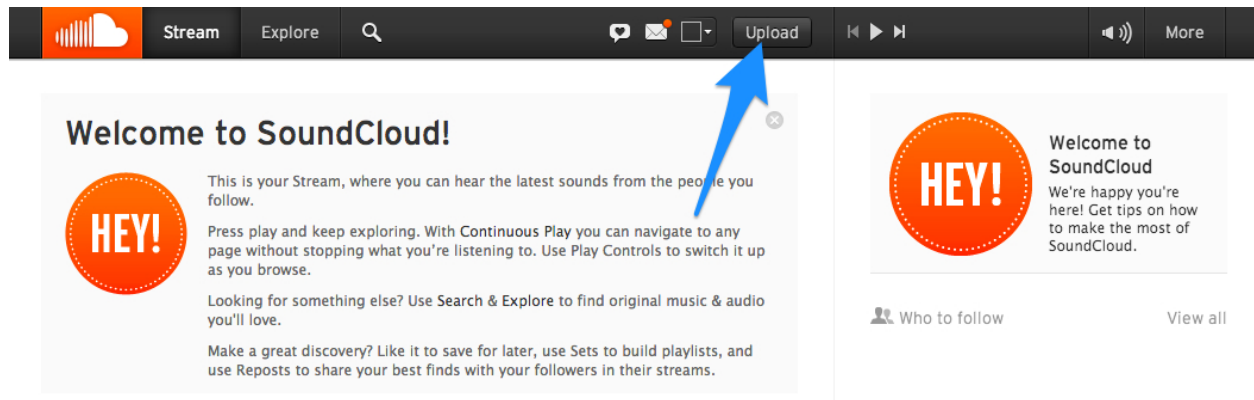 Stream Explore Upload More
Welcome to SoundCloud!
HEY!
This is your Stream, where you can hear the latest sounds from the people you
follow.
Press play and keep exploring. With Continuous Play you can navigate to any
page without stopping what you're listening to. Use Play Controls to switch it up
as you browse.
Looking for something else? Use Search & Explore to find original music & audio
you'll love.
Make a great discovery? Like it to save for later, use Sets to build playlists, and
use Reposts to share your best finds with your followers in their streams.
HEY!
Welcome to
SoundCloud
We're happy you're
here! Get tips on how
to make the most of
SoundCloud.
Who to follow View all